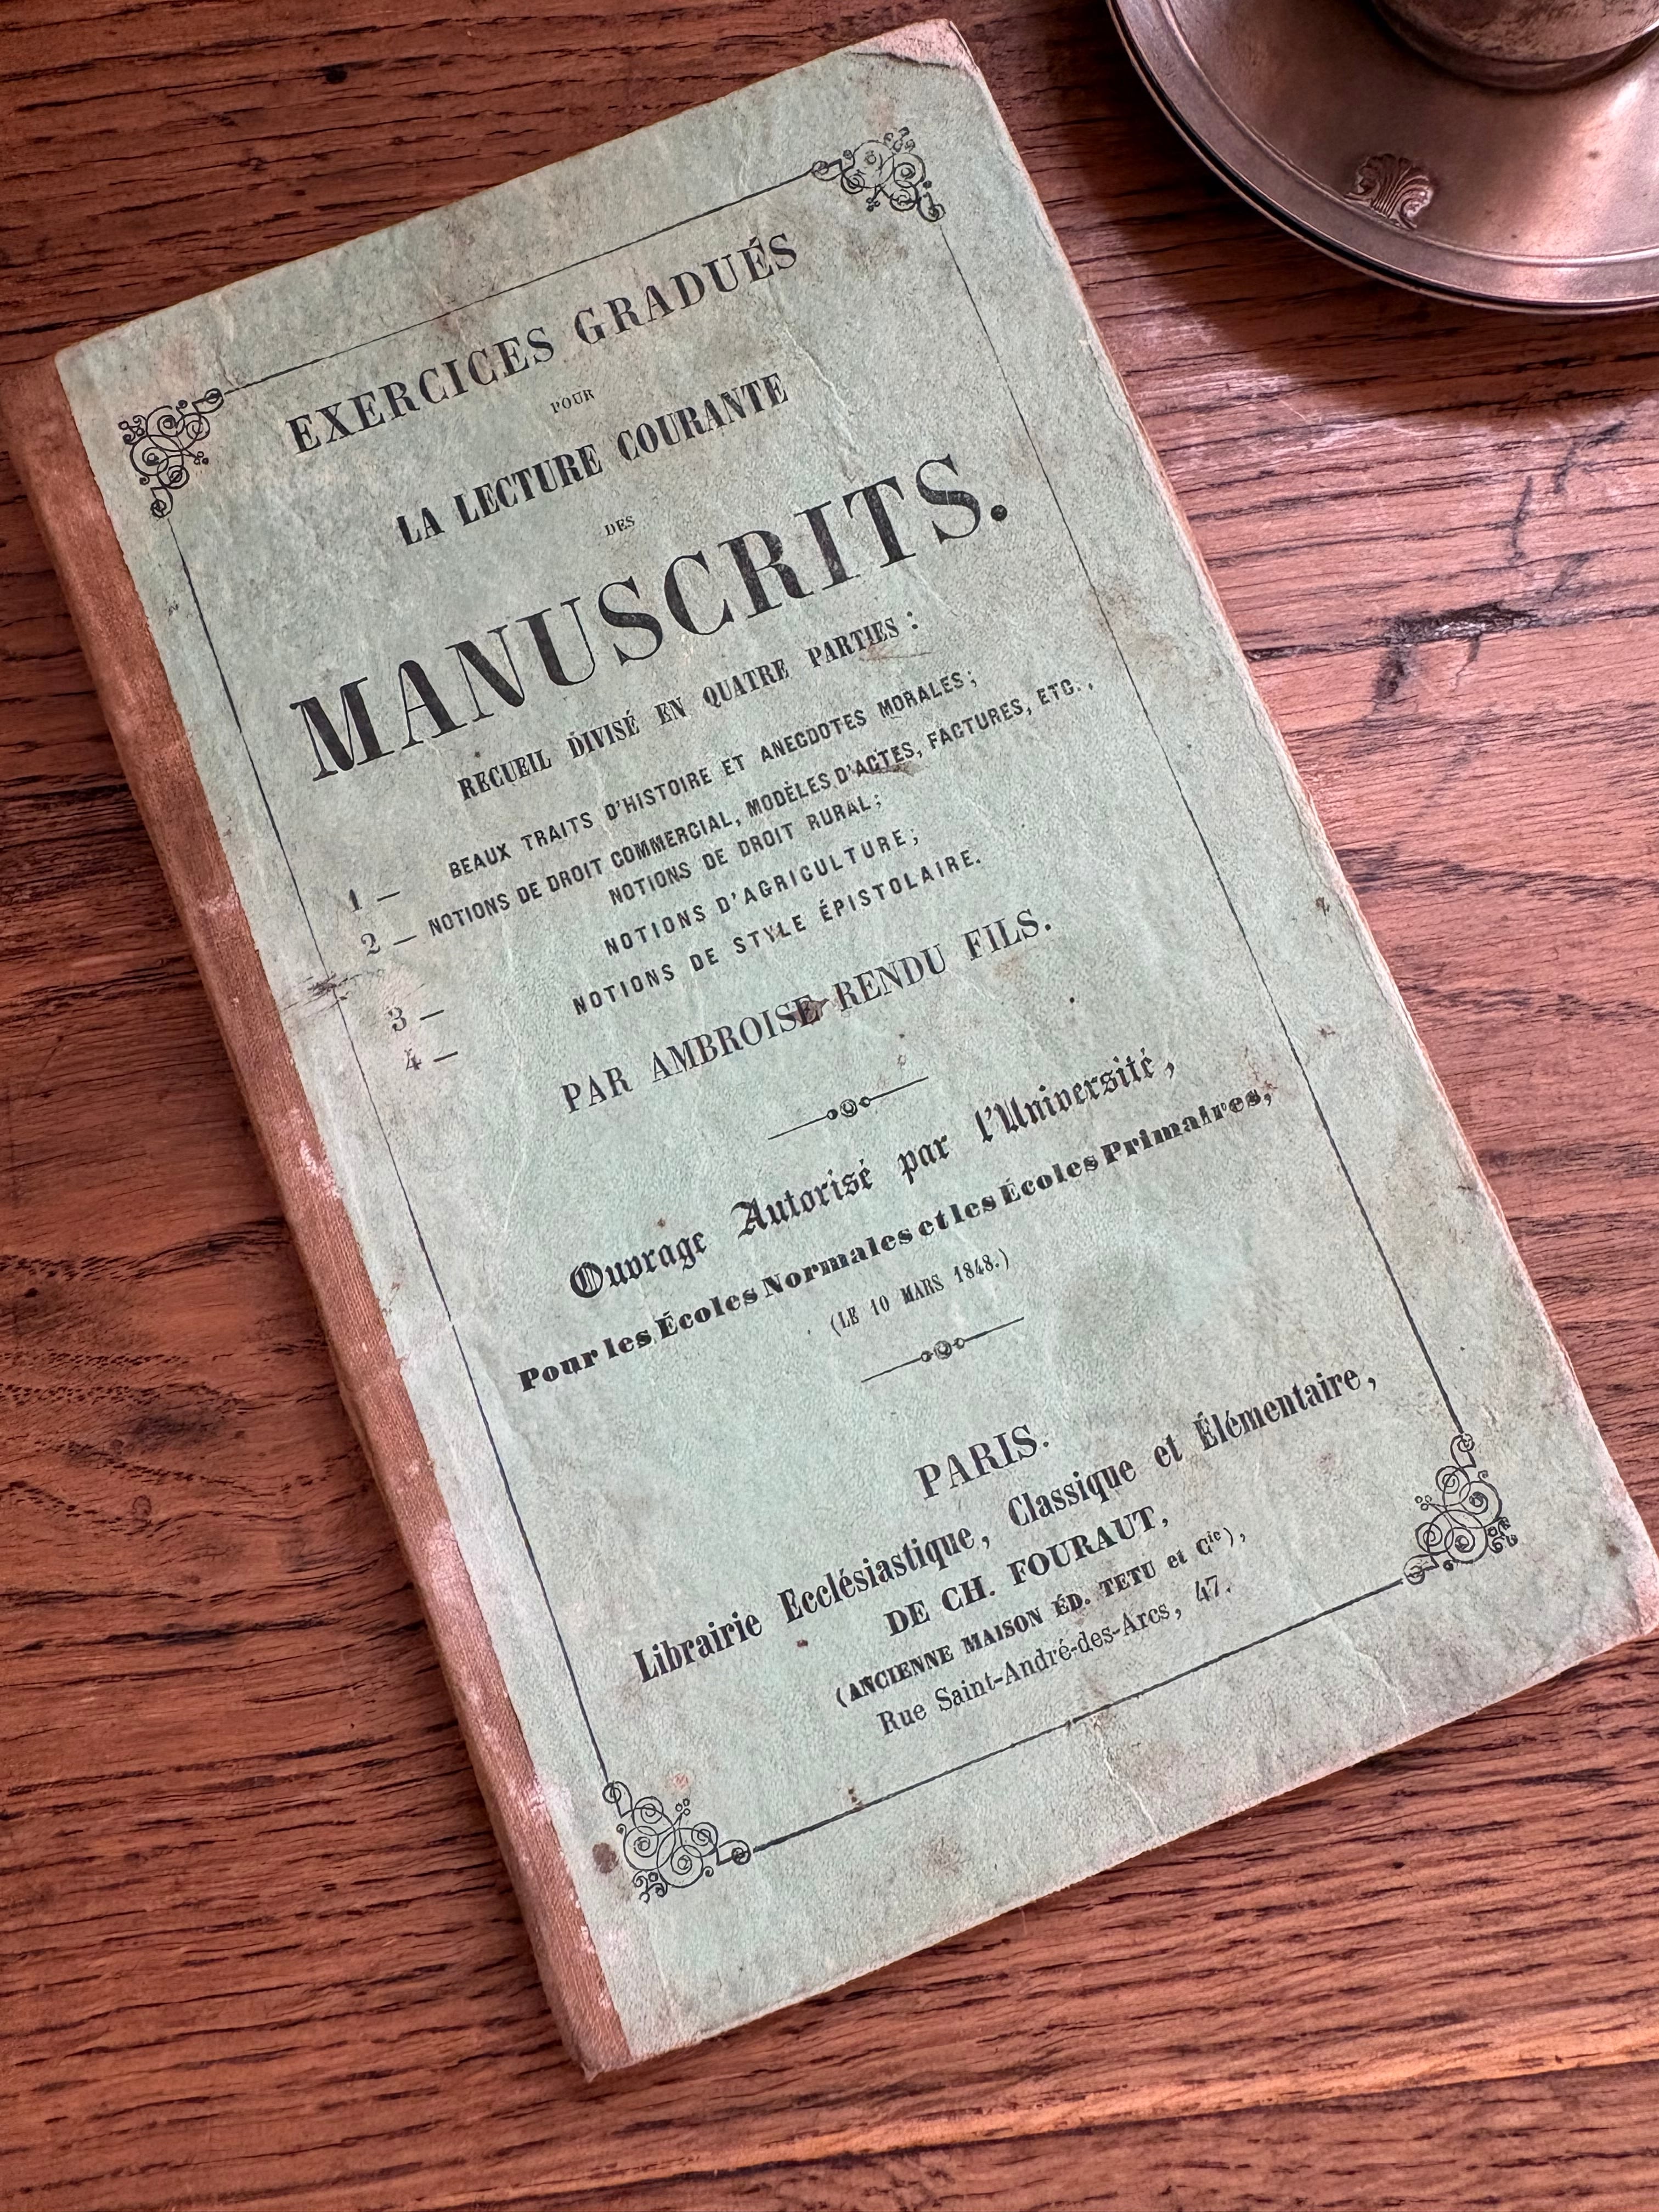 EXERCICES GRADUÉS
POUR
LA LECTURE COURANTE
DES
MANUSCRITS.
RECUEIL DIVISÉ EN QUATRE PARTIES :
1 — BEAUX TRAITS D'HISTOIRE ET ANECDOTES MORALES;
2 — NOTIONS DE DROIT COMMERCIAL, MODÈLES D'ACTES, FACTURES, ETC.,
NOTIONS DE DROIT RURAL;
3 — NOTIONS D'AGRICULTURE;
4 — NOTIONS DE STYLE ÉPISTOLAIRE.
PAR AMBROISE RENDU FILS.
Ouvrage Autorisé par l'Université,
Pour les Écoles Normales et les Écoles Primaires,
(LE 10 MARS 1848.)
PARIS.
Librairie Ecclésiastique, Classique et Élémentaire,
DE CH. FOURAUT,
(ANCIENNE MAISON ÉD. TETU et Cie),
Rue Saint-André-des-Arcs, 47.